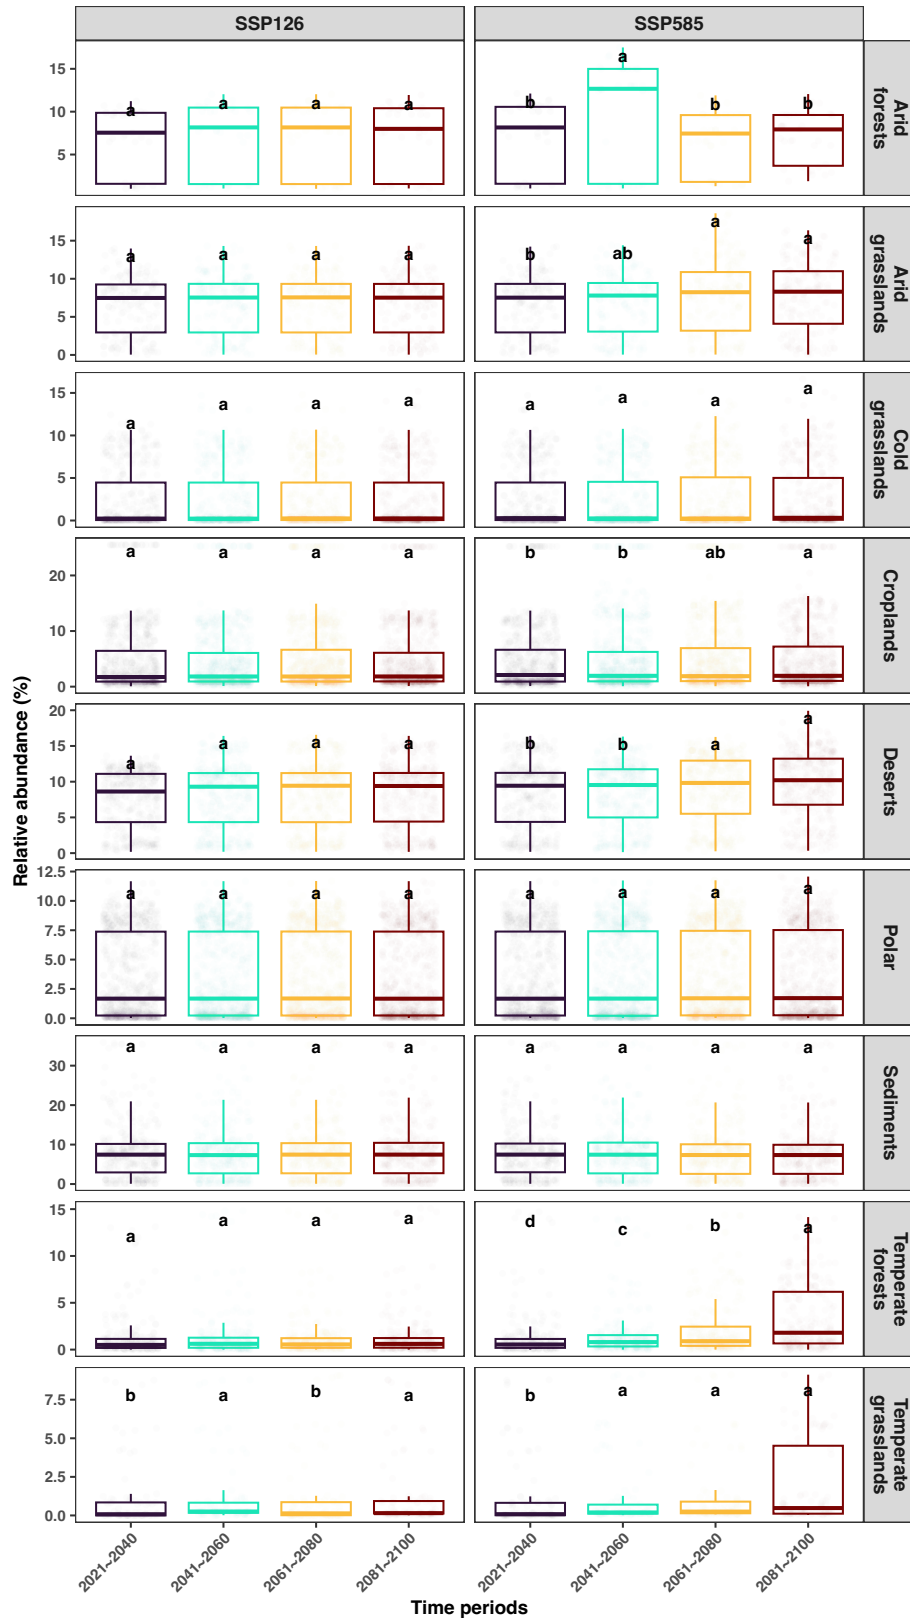 SSP126
SSP585
15
10
5
a
a
a
a
b
a
b
b
Arid
forests
15
10
5
0
a
a
a
a
b
ab
a
a
Arid
grasslands
15
10
5
0
a
a
a
a
a
a
a
a
Cold
grasslands
20
10
0
a
a
a
a
b
b
ab
a
Croplands
20
15
10
5
0
a
a
a
a
b
b
a
a
Deserts
12.5
10.0
7.5
5.0
2.5
0.0
a
a
a
a
a
a
a
a
Polar
30
20
10
0
a
a
a
a
a
a
a
a
Sediments
15
10
5
0
a
a
a
a
d
c
b
a
Temperate
forests
7.5
5.0
2.5
0.0
b
a
b
a
b
a
a
a
Temperate
grasslands
Relative abundance (%)
2021~2040
2041~2060
2061~2080
2081~2100
2021~2040
2041~2060
2061~2080
2081~2100
Time periods